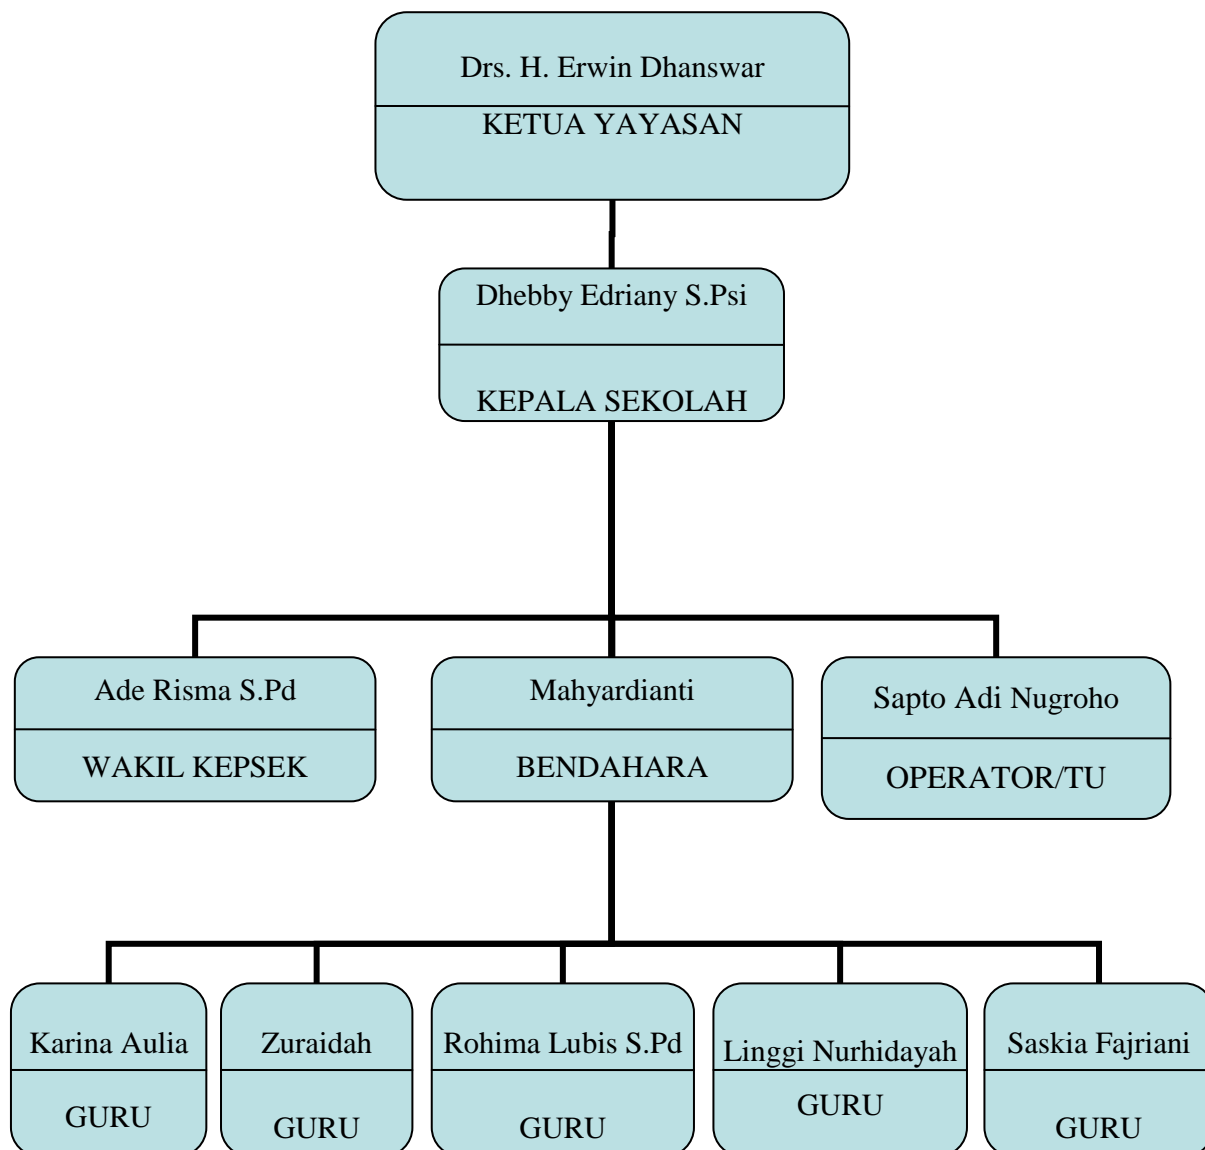 Drs. H. Erwin Dhanswar
KETUA YAYASAN
Dhebby Edriany S.Psi
KEPALA SEKOLAH
Ade Risma S.Pd
WAKIL KEPSEK
Mahyardianti
BENDAHARA
Sapto Adi Nugroho
OPERATOR/TU
Karina Aulia
GURU
Zuraidah
GURU
Rohima Lubis S.Pd
GURU
Linggi Nurhidayah
GURU
Saskia Fajriani
GURU